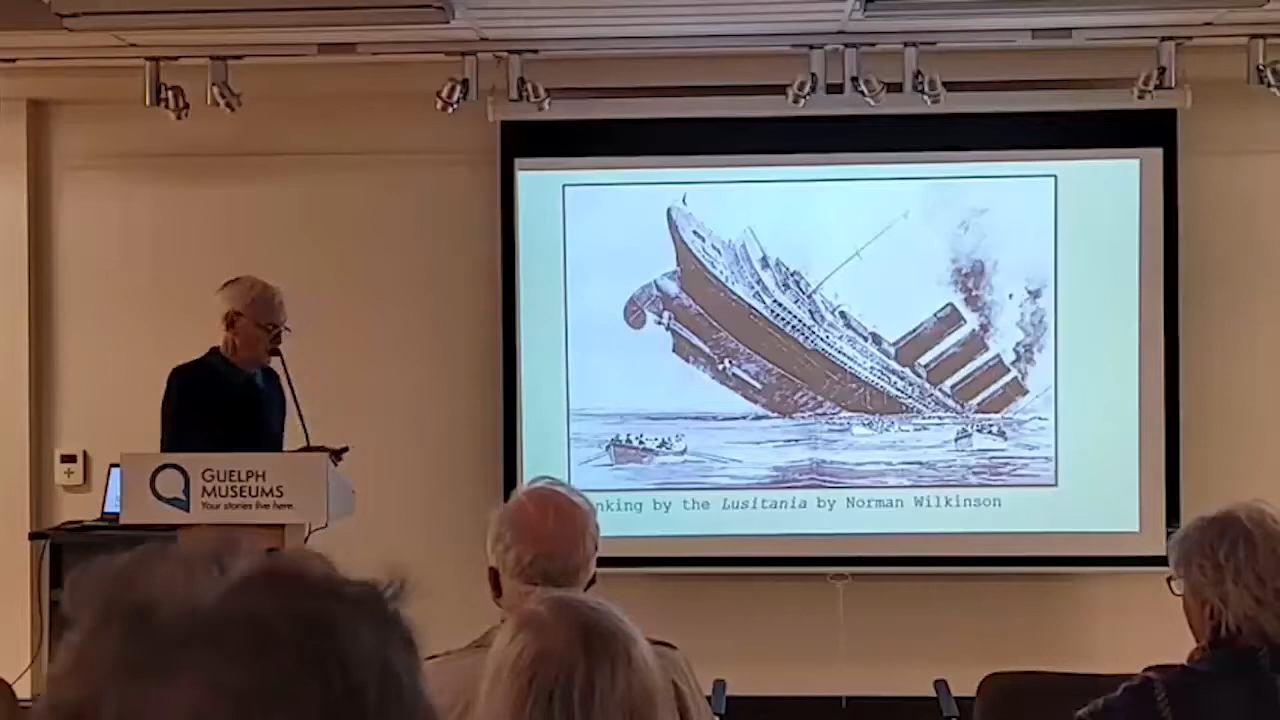 GUELPH
MUSEUMS
Your stories live here.
nking by the Lusitania by Norman Wilkinson